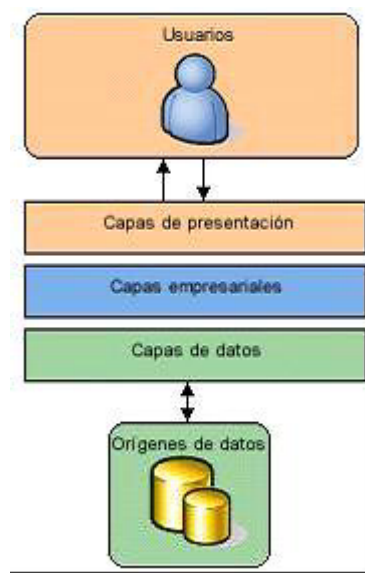 Usuarios
Capas de presentación
Capas empresariales
Capas de datos
Orígenes de datos